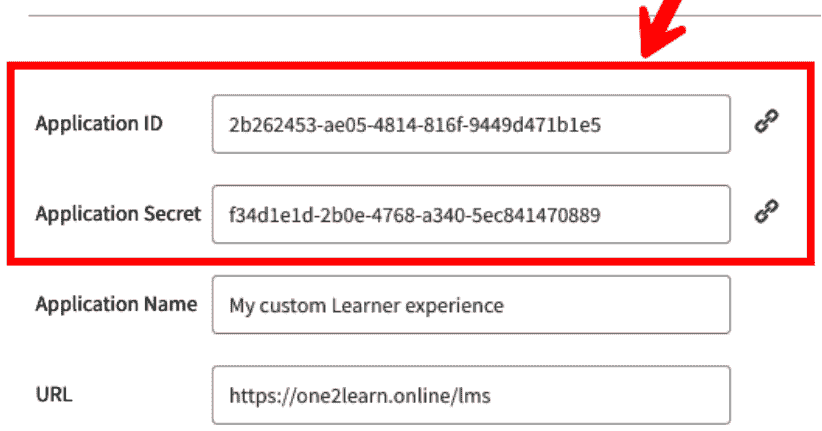 Application ID 2b262453-ae05-4814-816f-9449d471b1e5
Application Secret f34d1e1d-2b0e-4768-a340-5ec841470889
Application Name My custom Learner experience
URL https://one2learn.online/lms